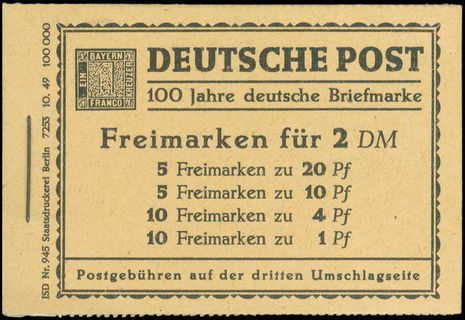 DEUTSCHE POST
100 Jahre deutsche Briefmarke
BAYERN
EIN
KREUZER
FRANCO
Freimarken für 2 DM
5 Freimarken zu 20 Pf
5 Freimarken zu 10 Pf
10 Freimarken zu 4 Pf
10 Freimarken zu 1 Pf
Postgebühren auf der dritten Umschlagseite
ISD Nr. 945 Staatsdruckerei Berlin 7253 10. 49 100 000